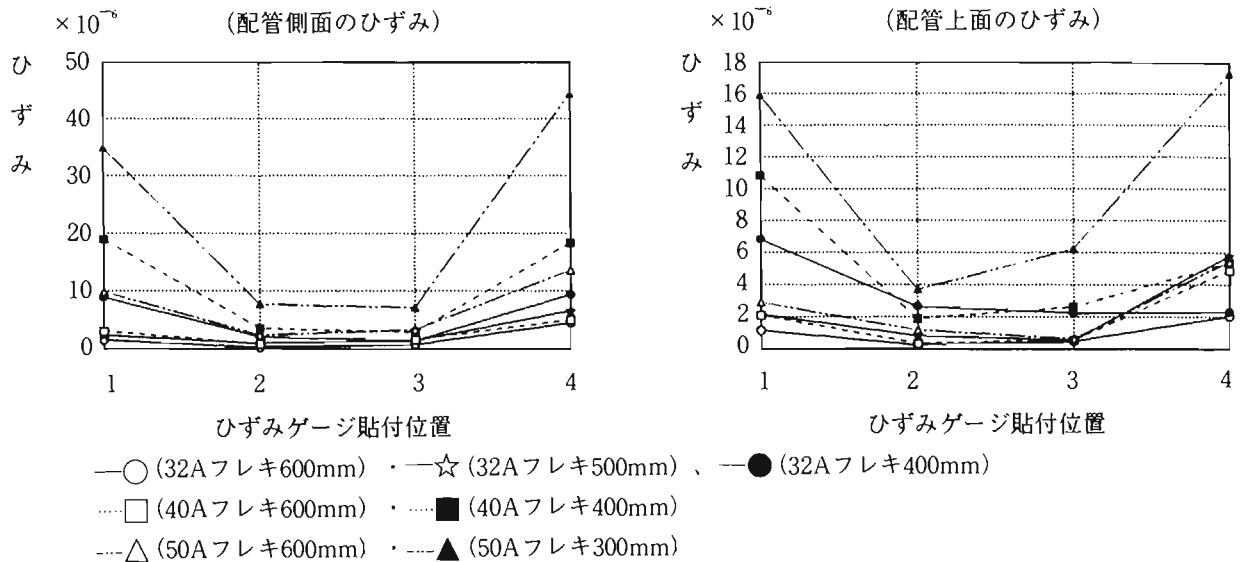 ×10⁻⁶ (配管側面のひずみ)
ひずみ
50
40
30
20
10
0
1 2 3 4
ひずみゲージ貼付位置
×10⁻⁶ (配管上面のひずみ)
ひずみ
18
16
14
12
10
8
6
4
2
0
1 2 3 4
ひずみゲージ貼付位置
—○(32Aフレキ600mm)・—☆(32Aフレキ500mm)、—●(32Aフレキ400mm)
……□(40Aフレキ600mm)・……■(40Aフレキ400mm)
-‥-△(50Aフレキ600mm)・-‥-▲(50Aフレキ300mm)